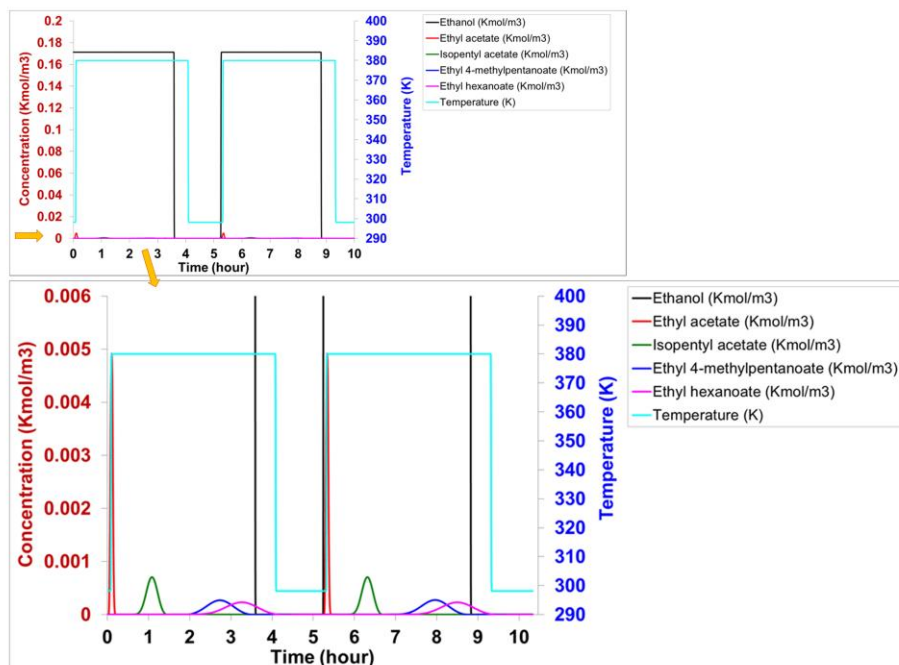 0.2
0.18
0.16
0.14
0.12
0.1
0.08
0.06
0.04
0.02
0
Concentration (Kmol/m3)
400
390
380
370
360
350
340
330
320
310
300
290
Temperature (K)
0 1 2 3 4 5 6 7 8 9 10
Time (hour)
Ethanol (Kmol/m3)
Ethyl acetate (Kmol/m3)
Isopentyl acetate (Kmol/m3)
Ethyl 4-methylpentanoate (Kmol/m3)
Ethyl hexanoate (Kmol/m3)
Temperature (K)
0.006
0.005
0.004
0.003
0.002
0.001
0
Concentration (Kmol/m3)
400
390
380
370
360
350
340
330
320
310
300
290
Temperature (K)
0 1 2 3 4 5 6 7 8 9 10
Time (hour)
Ethanol (Kmol/m3)
Ethyl acetate (Kmol/m3)
Isopentyl acetate (Kmol/m3)
Ethyl 4-methylpentanoate (Kmol/m3)
Ethyl hexanoate (Kmol/m3)
Temperature (K)